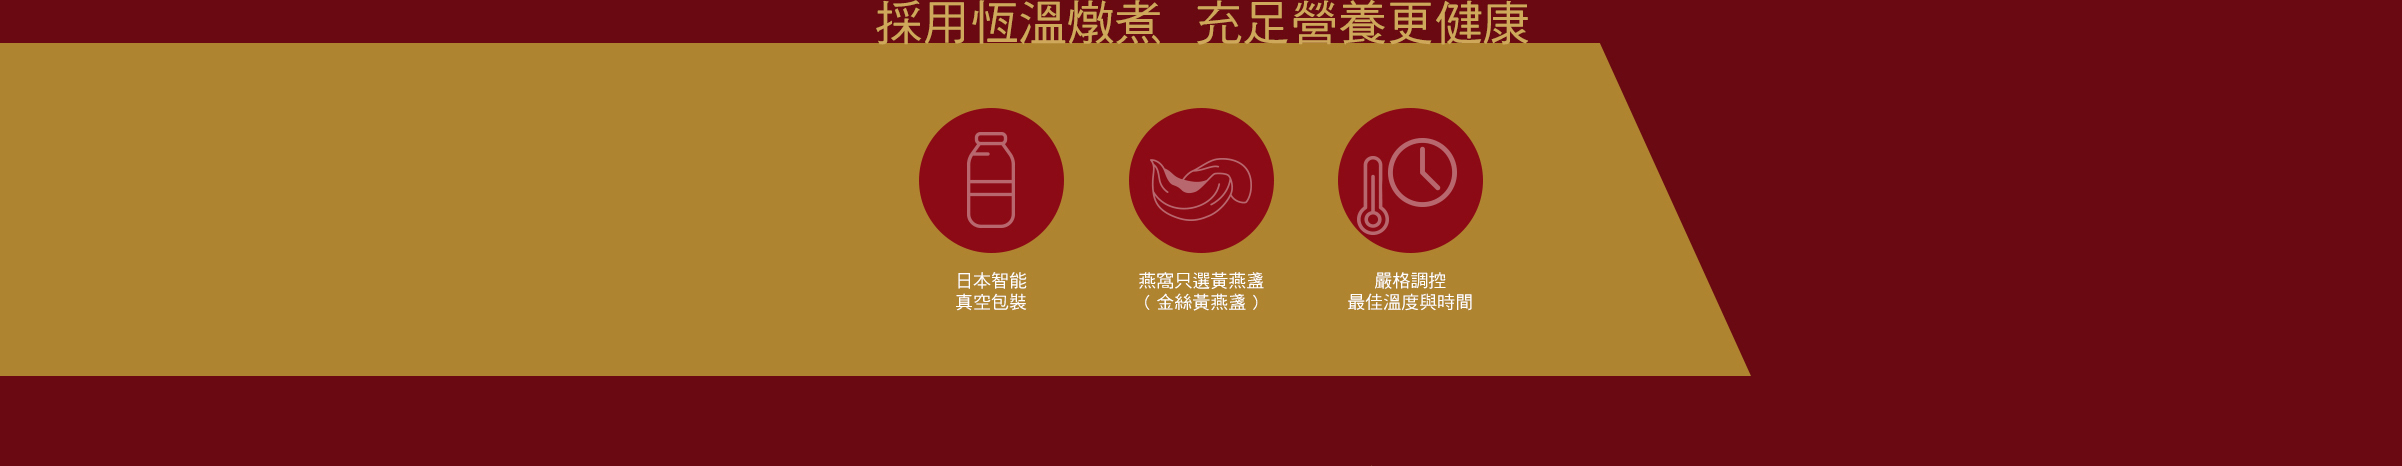 採用恆溫燉煮 充足營養更健康
日本智能
真空包裝
燕窩只選黃燕盞
（金絲黃燕盞）
嚴格調控
最佳溫度與時間